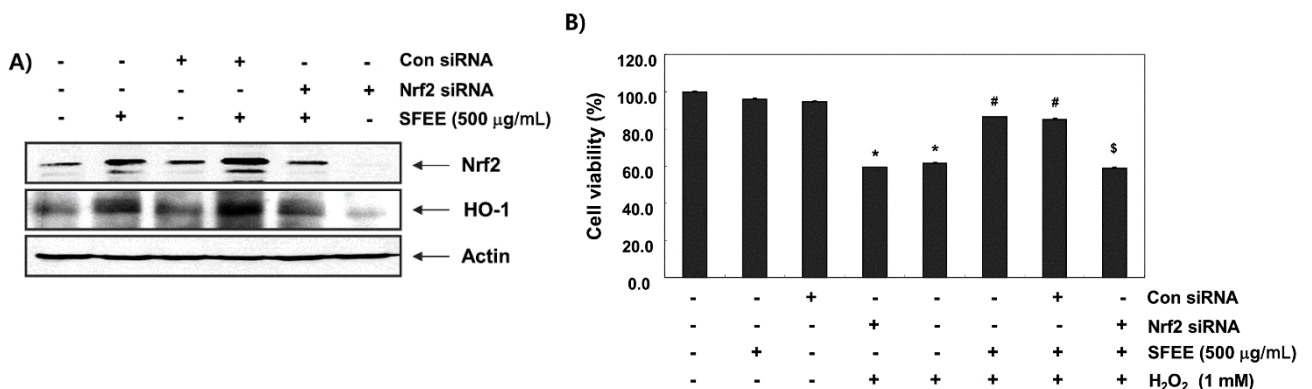 A)
- - + + - - Con siRNA
- - - - + + Nrf2 siRNA
- + - + + - SFEE (500 μg/mL)
Nrf2
HO-1
Actin
B)
Cell viability (%)
120.0
100.0
80.0
60.0
40.0
20.0
0.0
* * # # $
- - + - - - + - Con siRNA
- - - + - - - + Nrf2 siRNA
- + - - - + + + SFEE (500 μg/mL)
- - - + + + + + H₂O₂ (1 mM)